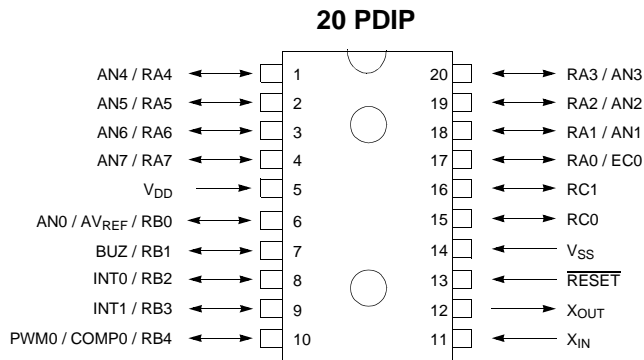 20 PDIP
AN4 / RA4 1 20 RA3 / AN3
AN5 / RA5 2 19 RA2 / AN2
AN6 / RA6 3 18 RA1 / AN1
AN7 / RA7 4 17 RA0 / EC0
VDD 5 16 RC1
AN0 / AVREF / RB0 6 15 RC0
BUZ / RB1 7 14 VSS
INT0 / RB2 8 13 RESET
INT1 / RB3 9 12 XOUT
PWM0 / COMP0 / RB4 10 11 XIN